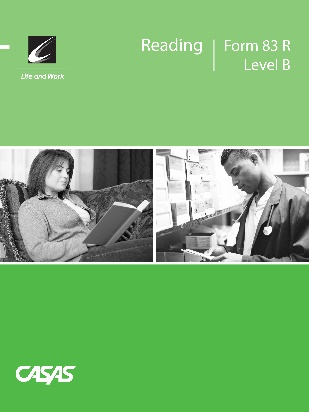 Reading
Form 83 R
Level B
Life and Work
CASAS